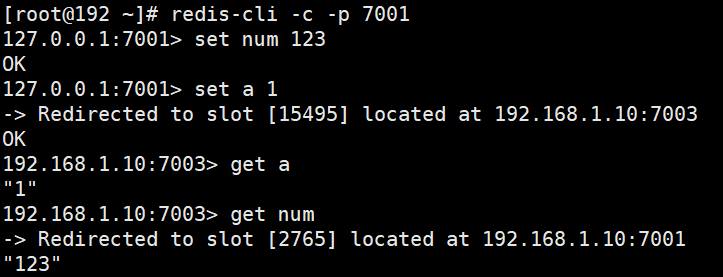 [root@192 ~]# redis-cli -c -p 7001
127.0.0.1:7001> set num 123
OK
127.0.0.1:7001> set a 1
-> Redirected to slot [15495] located at 192.168.1.10:7003
OK
192.168.1.10:7003> get a
"1"
192.168.1.10:7003> get num
-> Redirected to slot [2765] located at 192.168.1.10:7001
"123"